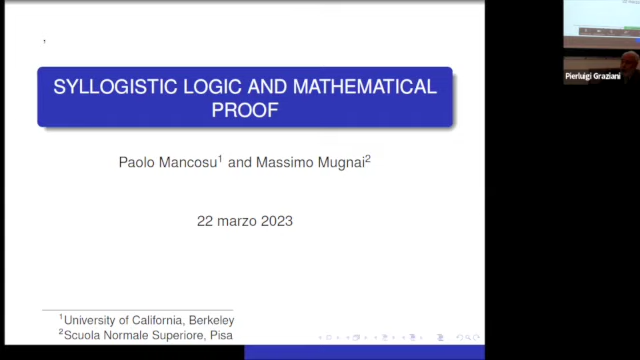 SYLLOGISTIC LOGIC AND MATHEMATICAL
PROOF
Paolo Mancosu¹ and Massimo Mugnai²
22 marzo 2023
¹University of California, Berkeley
²Scuola Normale Superiore, Pisa
Pierluigi Graziani